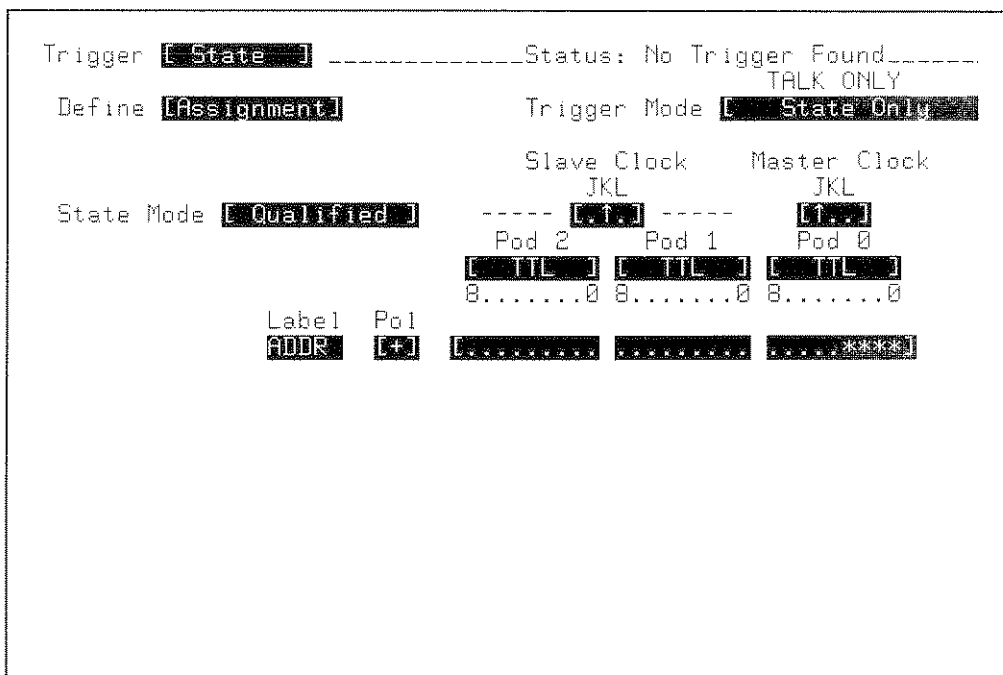 Trigger [ State ] _____________Status: No Trigger Found______
TALK ONLY
Define [Assignment] Trigger Mode [ State Only
Slave Clock Master Clock
JKL JKL
State Mode [ Qualified ] ----- [.↑.] ----- [↑..]
Pod 2 Pod 1 Pod 0
[ TTL ] [ TTL ] [ TTL ]
8.......0 8.......0 8.......0
Label Pol
ADDR [+] [......... ......... .....****]